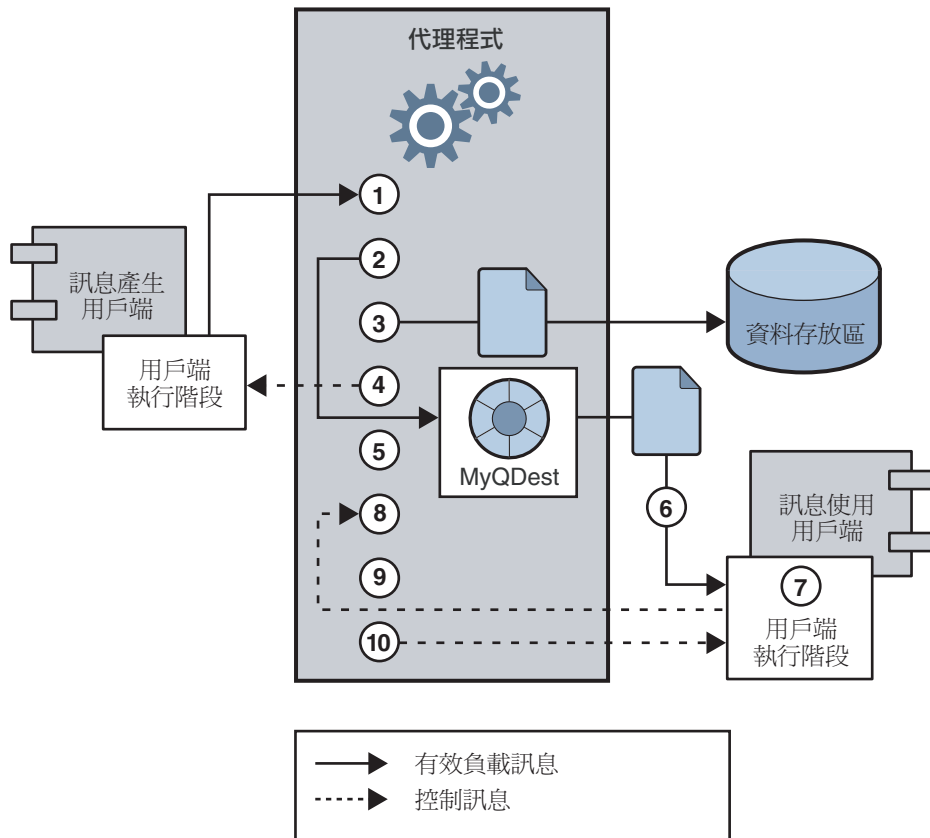 代理程式
1
2
3
4
5
8
9
10
訊息產生
用戶端
用戶端
執行階段
資料存放區
MyQDest
6
訊息使用
用戶端
7
用戶端
執行階段
有效負載訊息
控制訊息